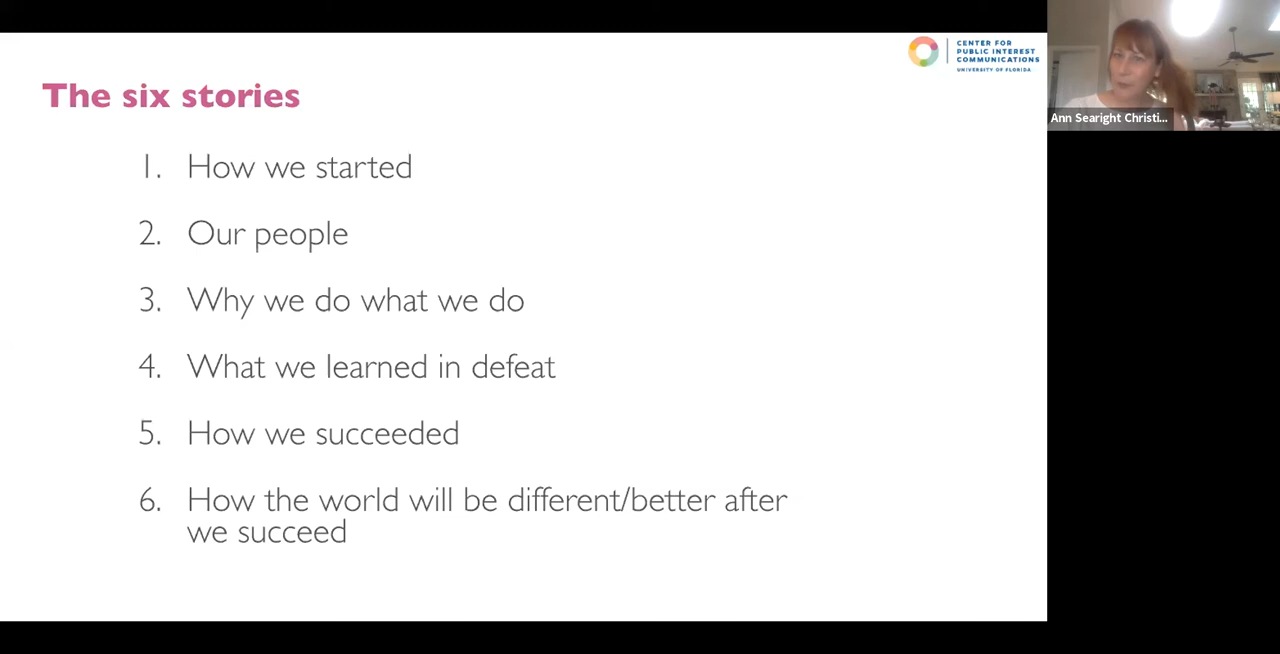 CENTER FOR
PUBLIC INTEREST
COMMUNICATIONS
UNIVERSITY OF FLORIDA
Ann Searight Christi...
The six stories
1. How we started
2. Our people
3. Why we do what we do
4. What we learned in defeat
5. How we succeeded
6. How the world will be different/better after
we succeed